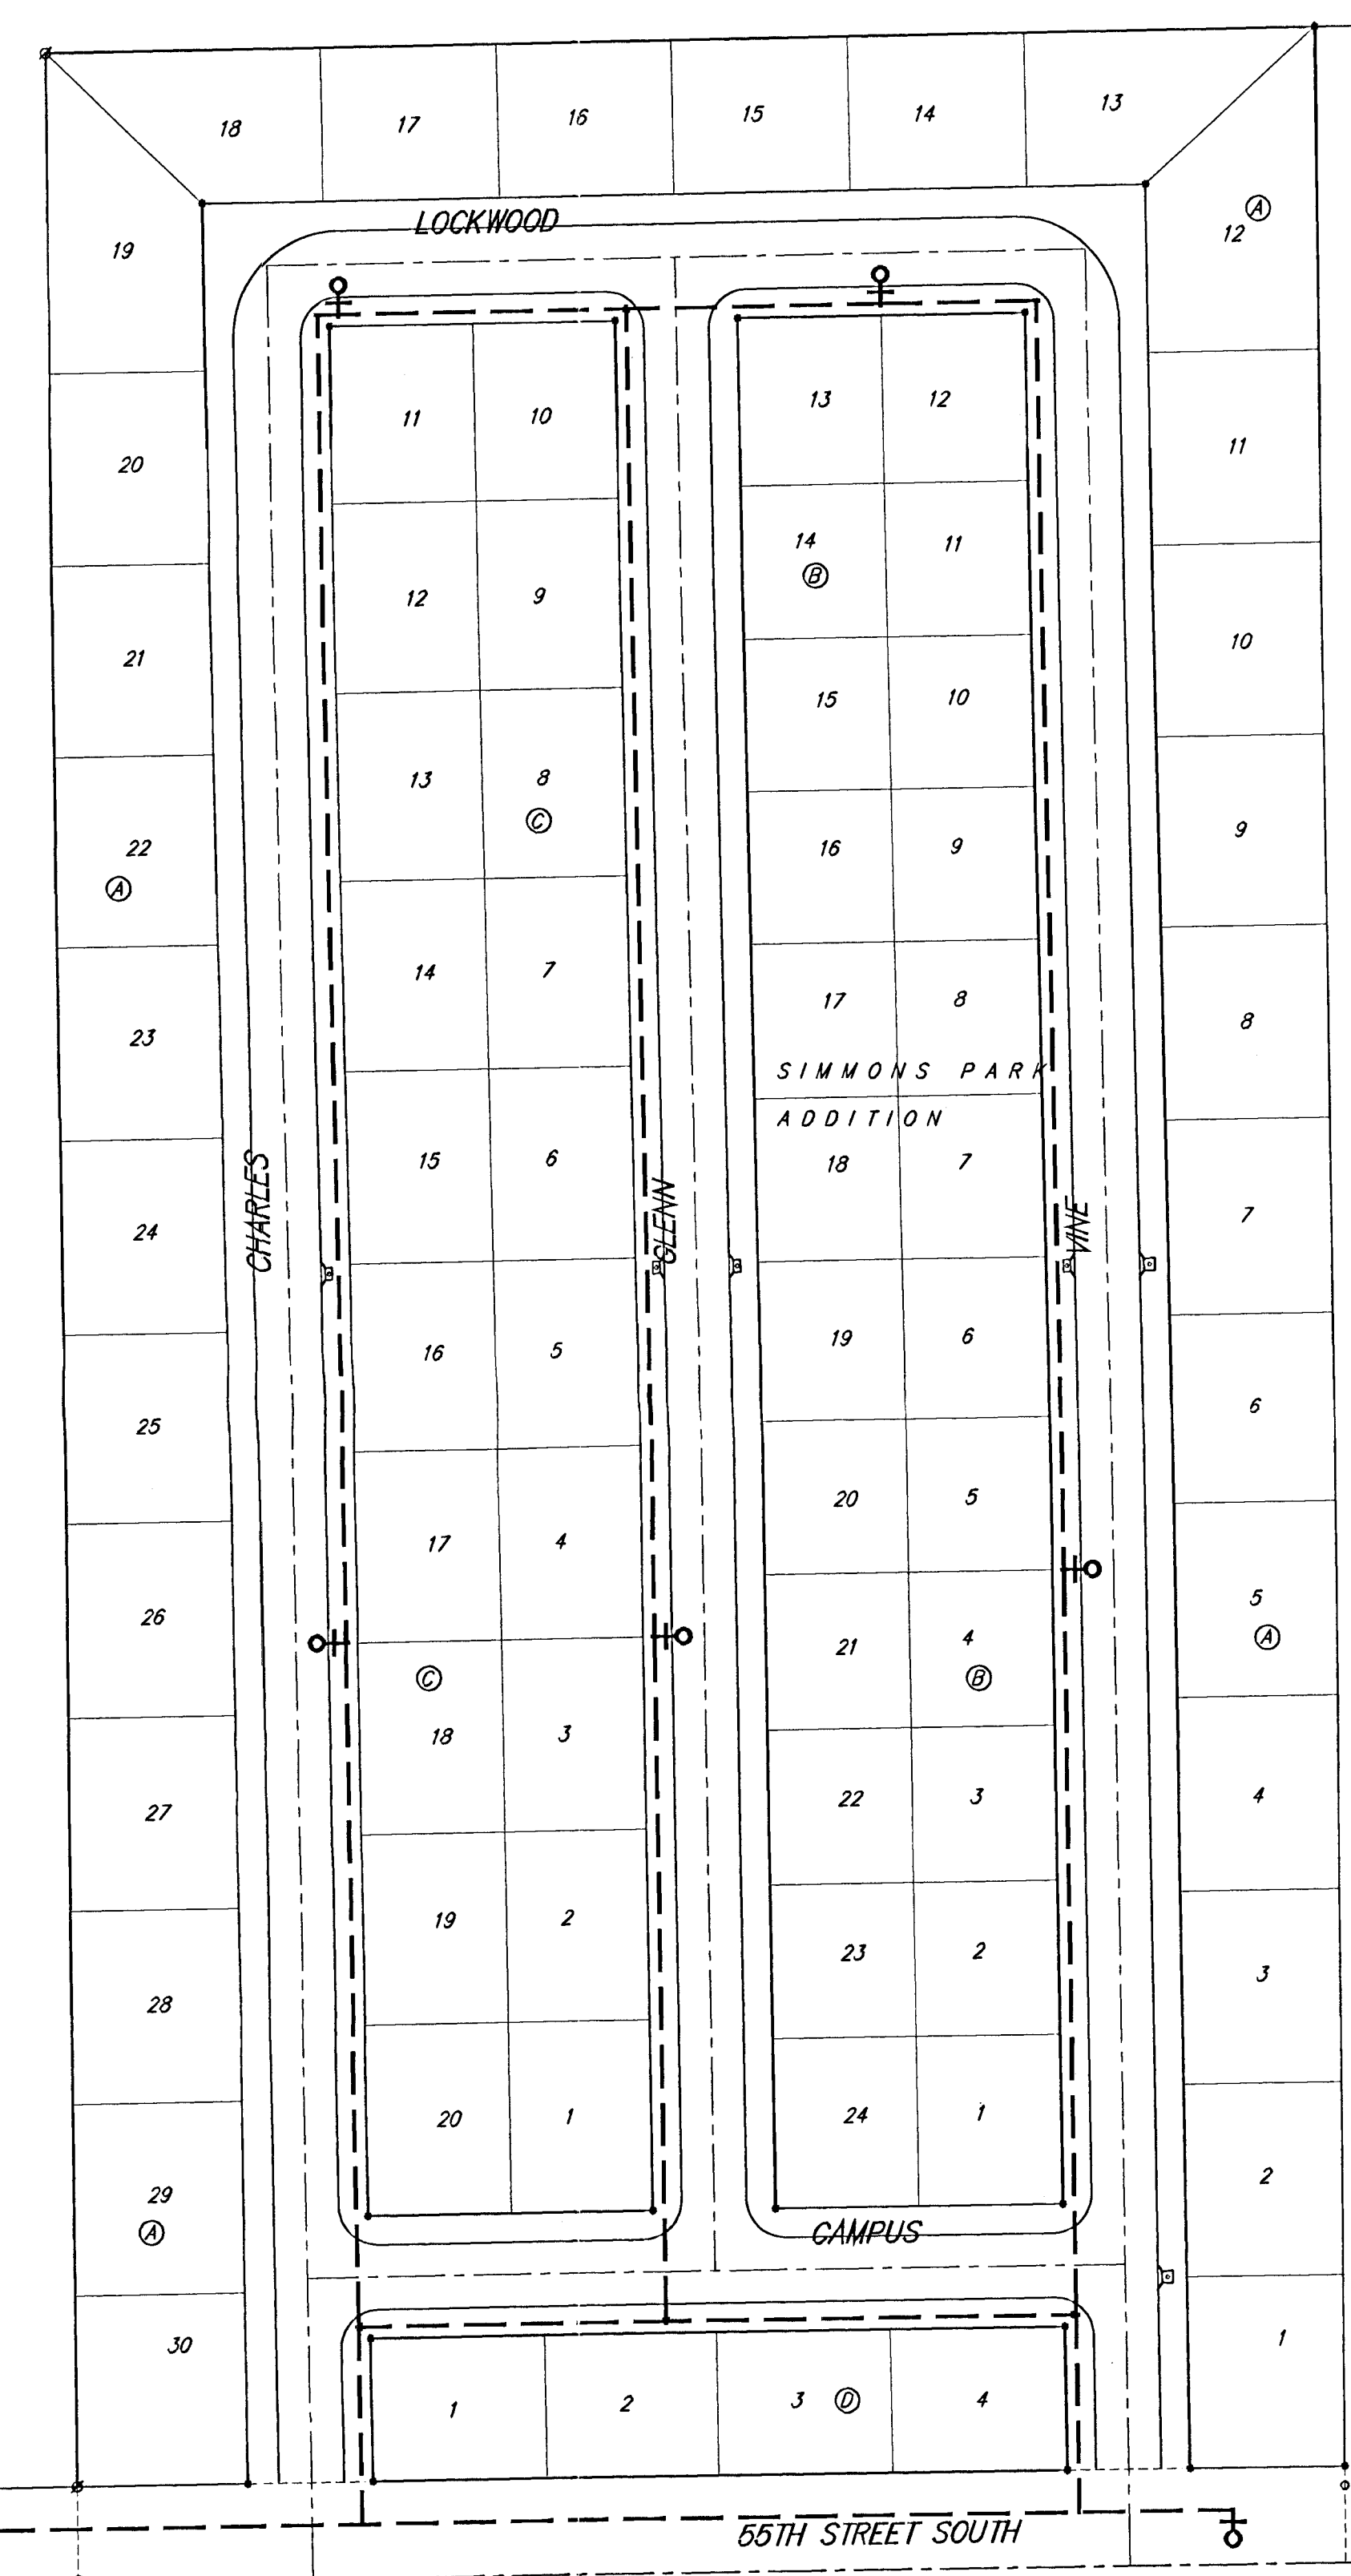 18 17 16 15 14 13
LOCKWOOD
19 12 Ⓐ
11 10 13 12
20 11
14 Ⓑ 11
12 9
21 10
15 10
13 8 Ⓒ
22 Ⓐ 16 9 9
14 7
23 17 8 8
SIMMONS PARK
ADDITION
15 6 18 7
24 7
CHARLES
GLENN
VINE
16 5 19 6
25 6
17 4 20 5
26 5 Ⓐ
21 4 Ⓑ
Ⓒ
18 3
27 22 3 4
19 2 23 2
28 3
20 1 24 1
29 Ⓐ 2
CAMPUS
30 1
1 2 3 Ⓓ 4
55TH STREET SOUTH